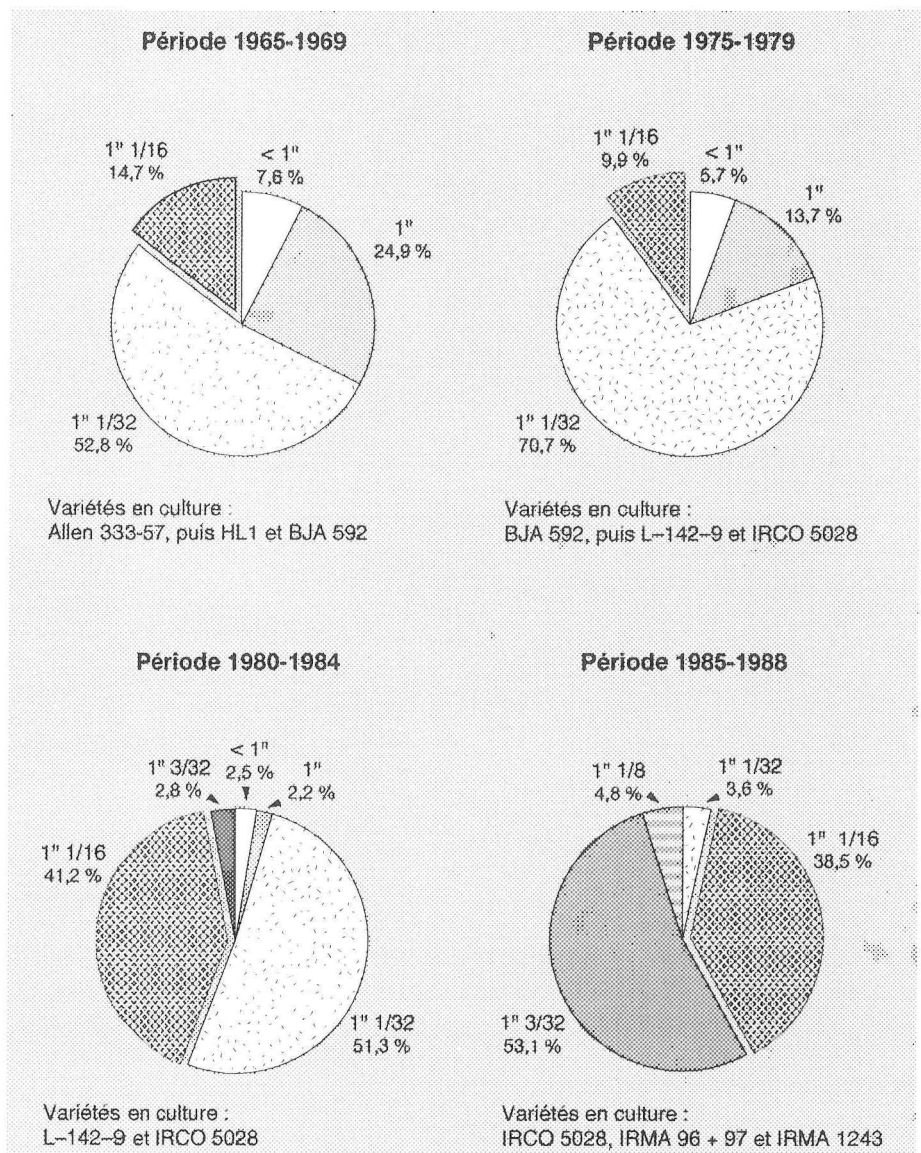 Période 1965-1969
1" 1/16
14,7 %
< 1"
7,6 %
1"
24,9 %
1" 1/32
52,8 %
Variétés en culture :
Allen 333-57, puis HL1 et BJA 592
Période 1975-1979
1" 1/16
9,9 %
< 1"
5,7 %
1"
13,7 %
1" 1/32
70,7 %
Variétés en culture :
BJA 592, puis L-142-9 et IRCO 5028
Période 1980-1984
1" 3/32
2,8 %
< 1"
2,5 %
1"
2,2 %
1" 1/16
41,2 %
1" 1/32
51,3 %
Variétés en culture :
L-142-9 et IRCO 5028
Période 1985-1988
1" 1/8
4,8 %
1" 1/32
3,6 %
1" 1/16
38,5 %
1" 3/32
53,1 %
Variétés en culture :
IRCO 5028, IRMA 96 + 97 et IRMA 1243